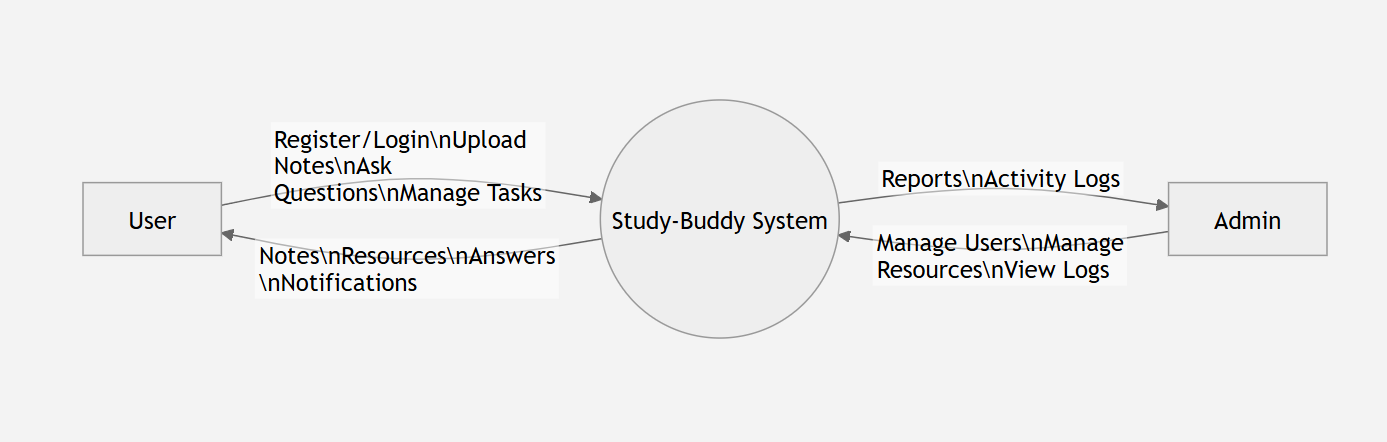 Register/Login\nUpload
Notes\nAsk
Questions\nManage Tasks
User
Notes\nResources\nAnswers
\nNotifications
Study-Buddy System
Reports\nActivity Logs
Manage Users\nManage
Resources\nView Logs
Admin